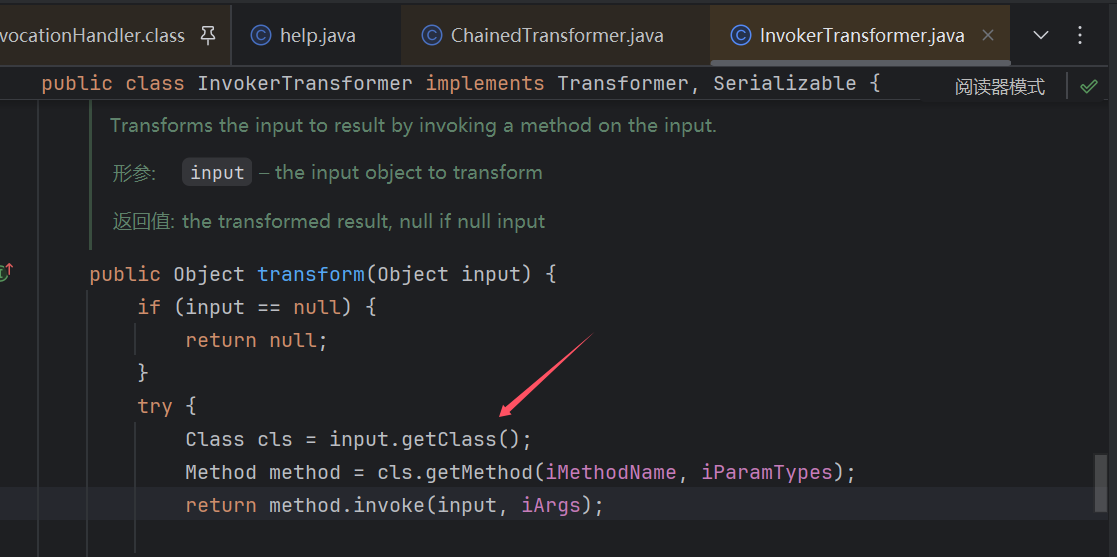 vocationHandler.class help.java ChainedTransformer.java InvokerTransformer.java
public class InvokerTransformer implements Transformer, Serializable { 阅读器模式
Transforms the input to result by invoking a method on the input.
形参: input – the input object to transform
返回值: the transformed result, null if null input
public Object transform(Object input) {
if (input == null) {
return null;
}
try {
Class cls = input.getClass();
Method method = cls.getMethod(iMethodName, iParamTypes);
return method.invoke(input, iArgs);